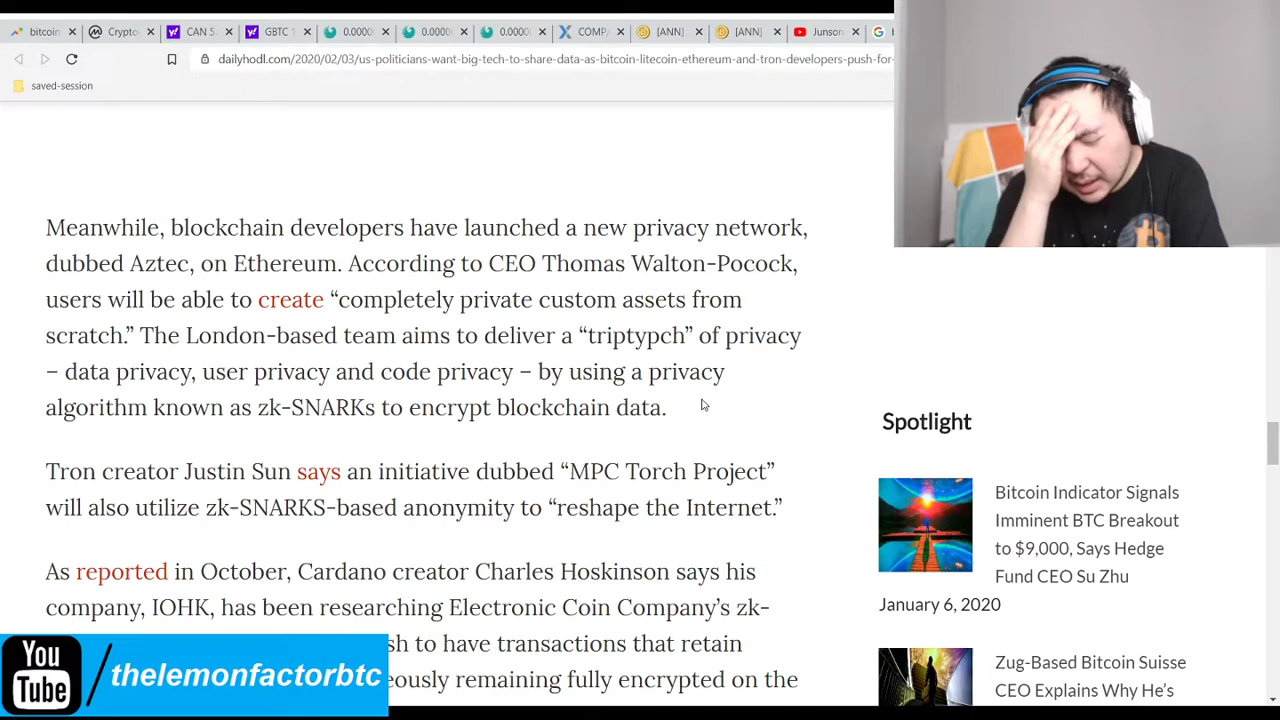 bitcoin
Crypto
CAN 5
GBTC
0.0000
0.0000
0.0000
COMP
[ANN]
[ANN]
Junson
dailyhodl.com/2020/02/03/us-politicians-want-big-tech-to-share-data-as-bitcoin-litecoin-ethereum-and-tron-developers-push-for-
saved-session
Meanwhile, blockchain developers have launched a new privacy network,
dubbed Aztec, on Ethereum. According to CEO Thomas Walton-Pocock,
users will be able to create “completely private custom assets from
scratch.” The London-based team aims to deliver a “triptypch” of privacy
– data privacy, user privacy and code privacy – by using a privacy
algorithm known as zk-SNARKs to encrypt blockchain data.
Tron creator Justin Sun says an initiative dubbed “MPC Torch Project”
will also utilize zk-SNARKS-based anonymity to “reshape the Internet.”
As reported in October, Cardano creator Charles Hoskinson says his
company, IOHK, has been researching Electronic Coin Company’s zk-
sh to have transactions that retain
eously remaining fully encrypted on the
Spotlight
Bitcoin Indicator Signals
Imminent BTC Breakout
to $9,000, Says Hedge
Fund CEO Su Zhu
January 6, 2020
Zug-Based Bitcoin Suisse
CEO Explains Why He’s
You
Tube
/thelemonfactorbtc